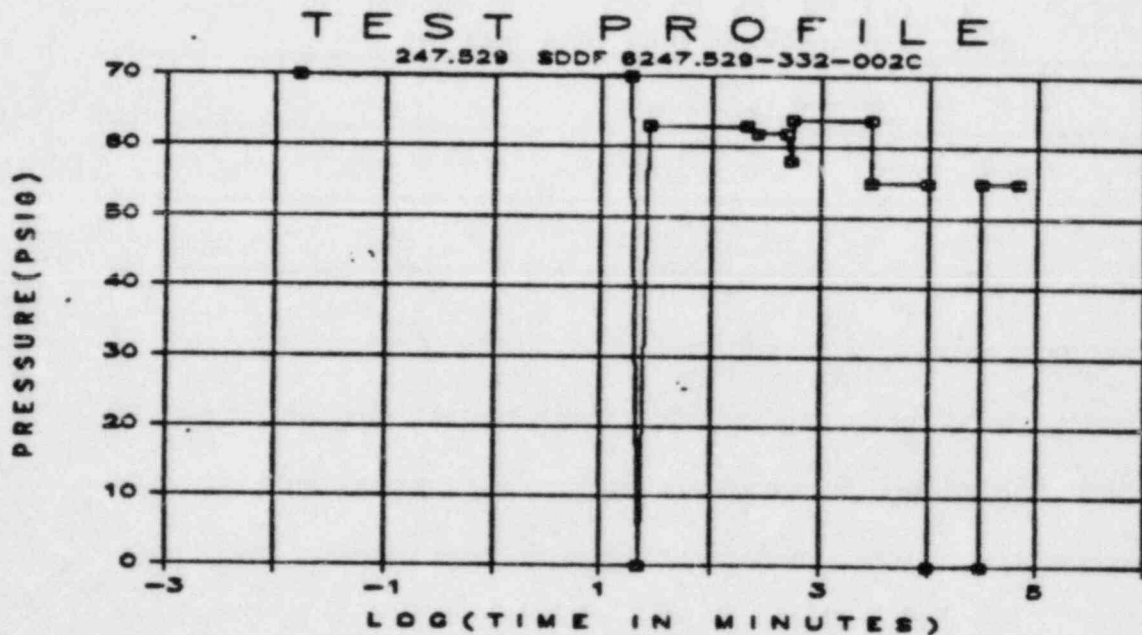 TEST PROFILE
247.529 SDDF 6247.529-332-002C
PRESSURE(PSIG)
70
60
50
40
30
20
10
0
-3 -1 1 3 5
LOG(TIME IN MINUTES)